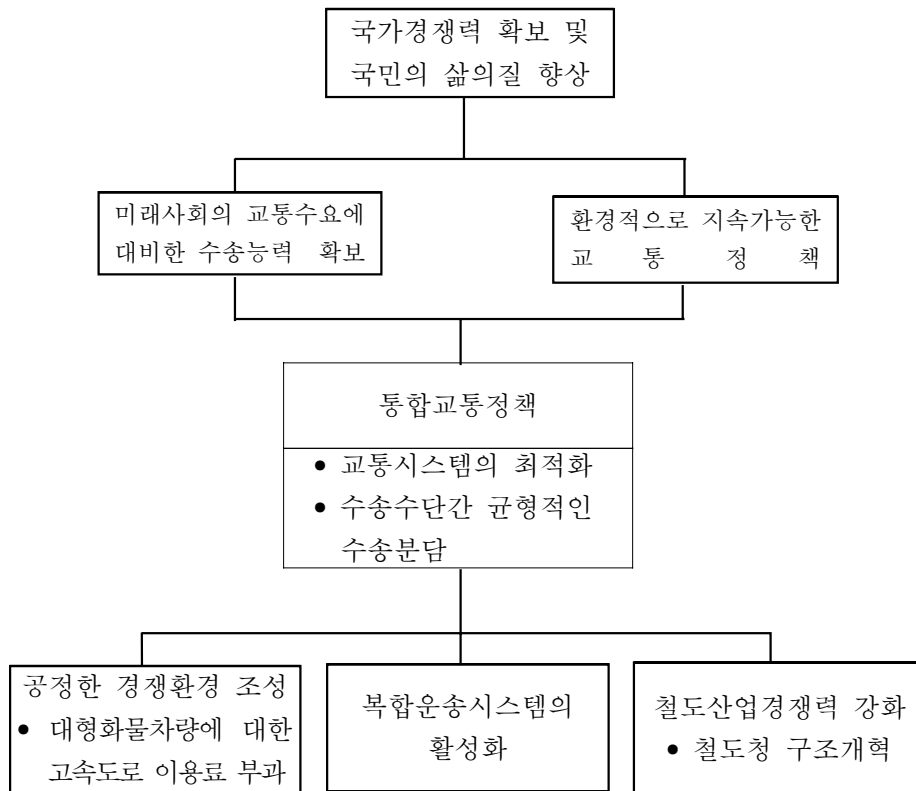 국가경쟁력 확보 및
국민의 삶의질 향상
미래사회의 교통수요에
대비한 수송능력 확보
환경적으로 지속가능한
교 통 정 책
통합교통정책
• 교통시스템의 최적화
• 수송수단간 균형적인
수송분담
공정한 경쟁환경 조성
• 대형화물차량에 대한
고속도로 이용료 부과
복합운송시스템의
활성화
철도산업경쟁력 강화
• 철도청 구조개혁